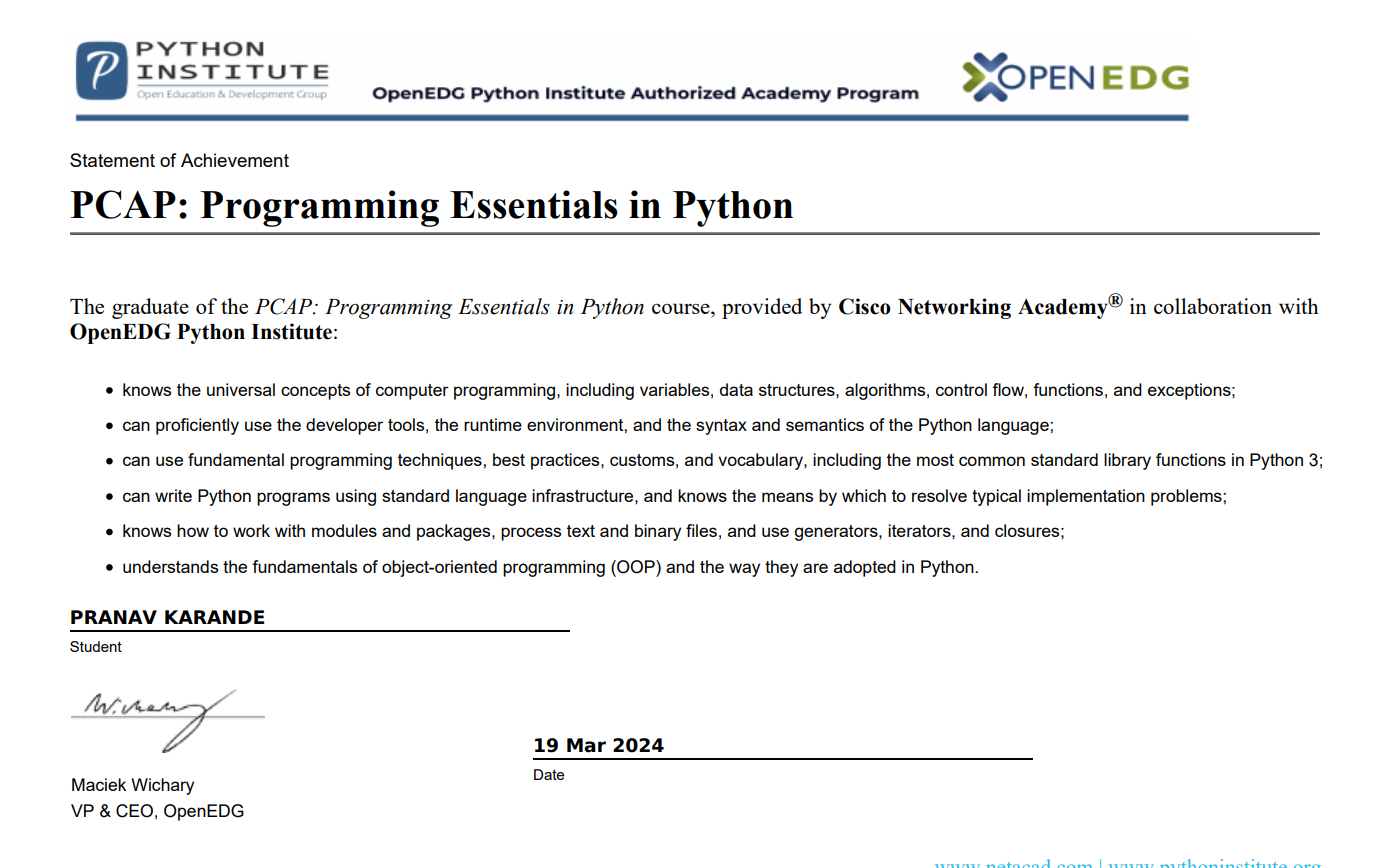 PYTHON
INSTITUTE
Open Education & Development Group
OpenEDG Python Institute Authorized Academy Program
OPENEDG
Statement of Achievement
PCAP: Programming Essentials in Python
The graduate of the PCAP: Programming Essentials in Python course, provided by Cisco Networking Academy® in collaboration with
OpenEDG Python Institute:
• knows the universal concepts of computer programming, including variables, data structures, algorithms, control flow, functions, and exceptions;
• can proficiently use the developer tools, the runtime environment, and the syntax and semantics of the Python language;
• can use fundamental programming techniques, best practices, customs, and vocabulary, including the most common standard library functions in Python 3;
• can write Python programs using standard language infrastructure, and knows the means by which to resolve typical implementation problems;
• knows how to work with modules and packages, process text and binary files, and use generators, iterators, and closures;
• understands the fundamentals of object-oriented programming (OOP) and the way they are adopted in Python.
PRANAV KARANDE
Student
W.chary
19 Mar 2024
Date
Maciek Wichary
VP & CEO, OpenEDG
www.netacad.com | www.pythoninstitute.org